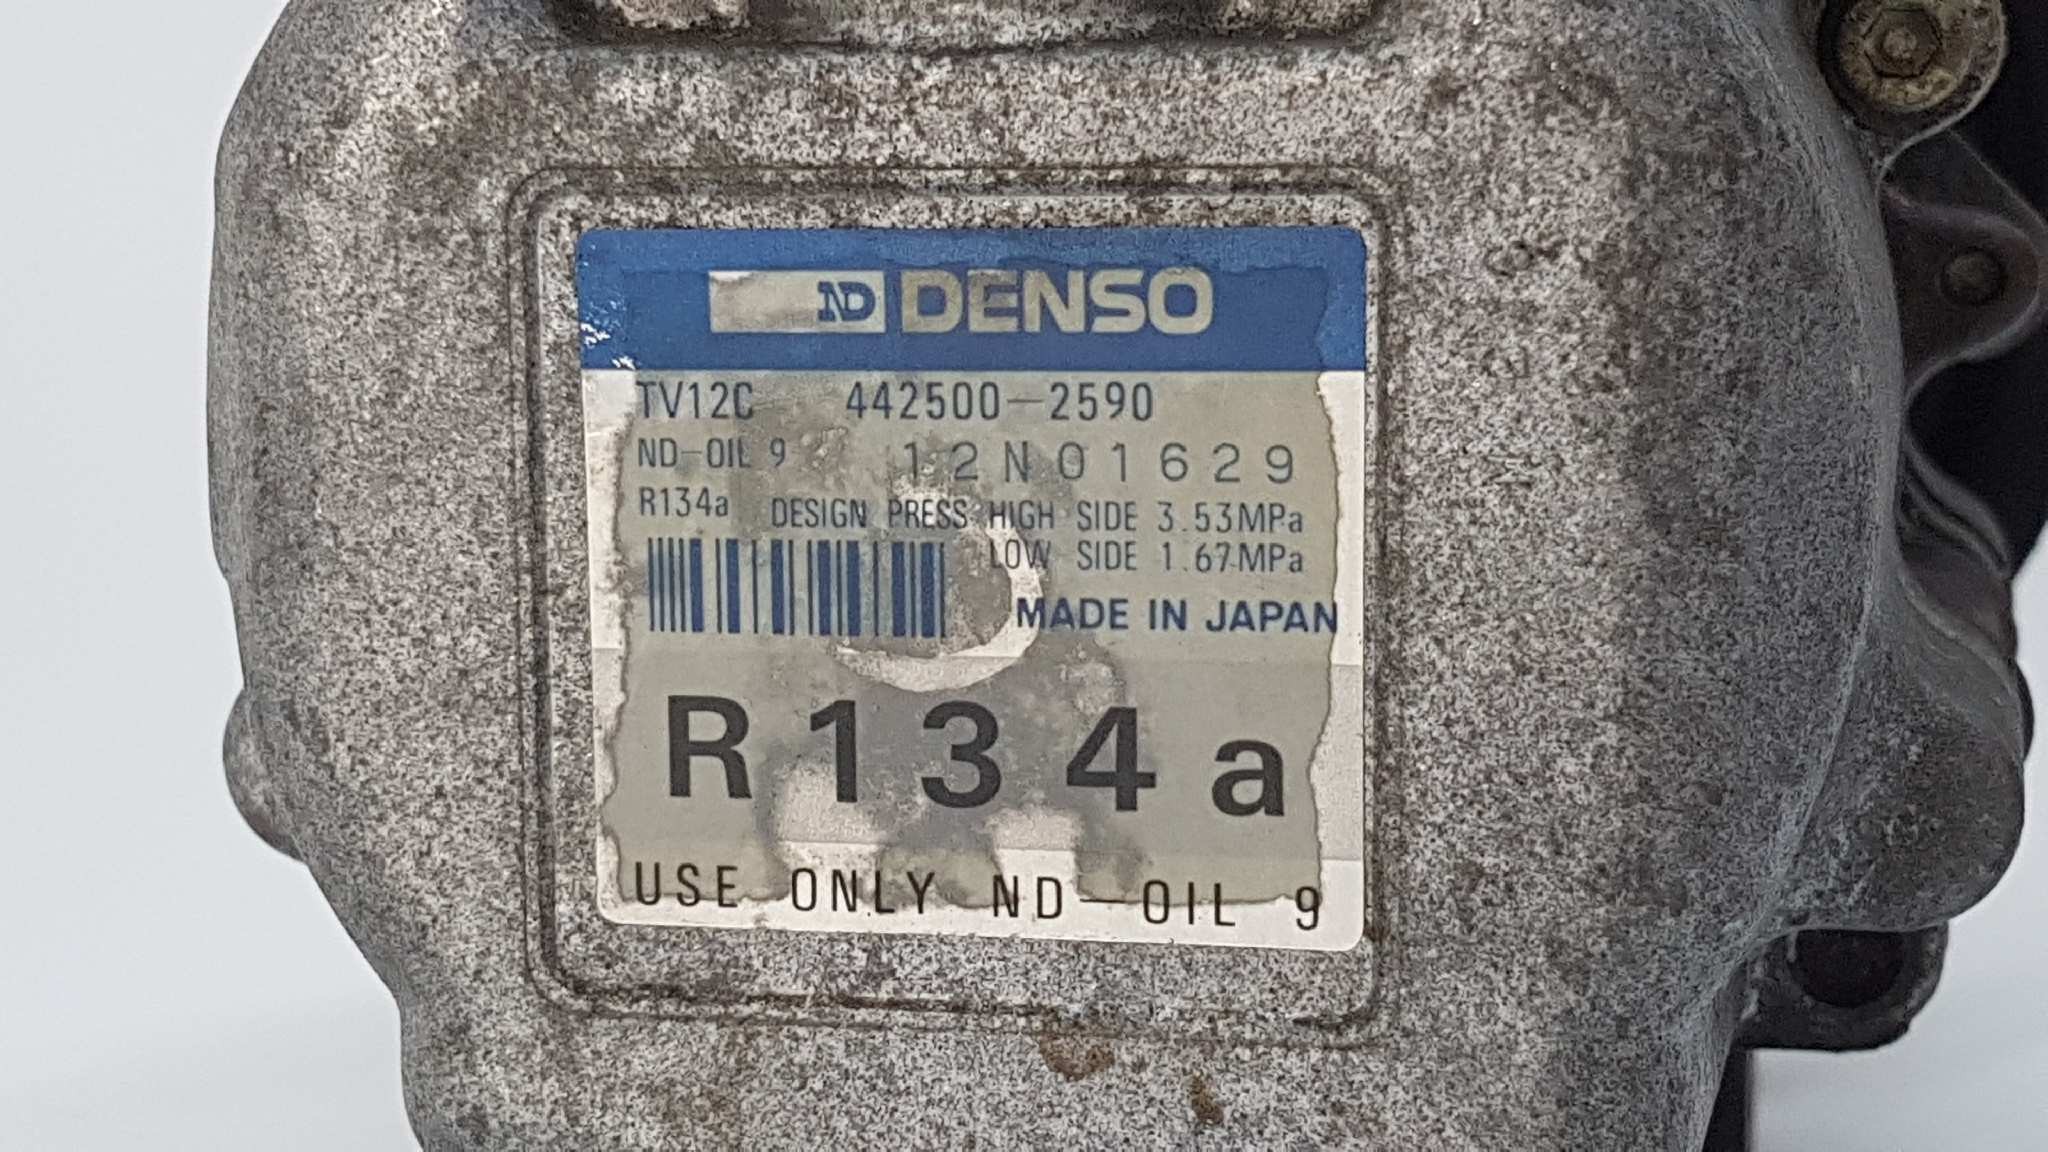 ND DENSO
TV12C 442500-2590
ND-OIL 9 12N01629
R134a DESIGN PRESS HIGH SIDE 3.53MPa
LOW SIDE 1.67MPa
MADE IN JAPAN
R134a
USE ONLY ND-OIL 9